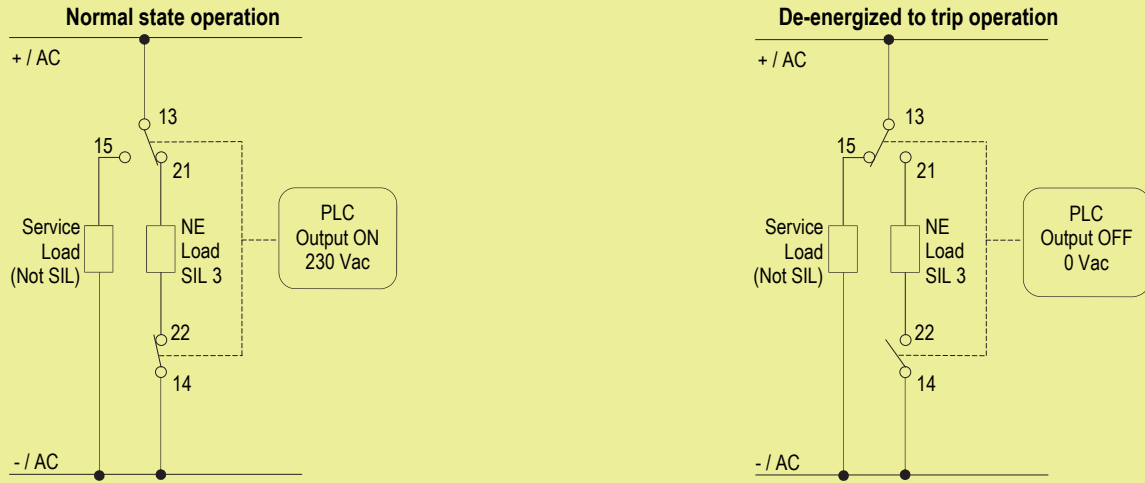 Normal state operation
+ / AC
13
15
21
Service
Load
(Not SIL)
NE
Load
SIL 3
PLC
Output ON
230 Vac
22
14
- / AC
De-energized to trip operation
+ / AC
13
15
21
Service
Load
(Not SIL)
NE
Load
SIL 3
PLC
Output OFF
0 Vac
22
14
- / AC